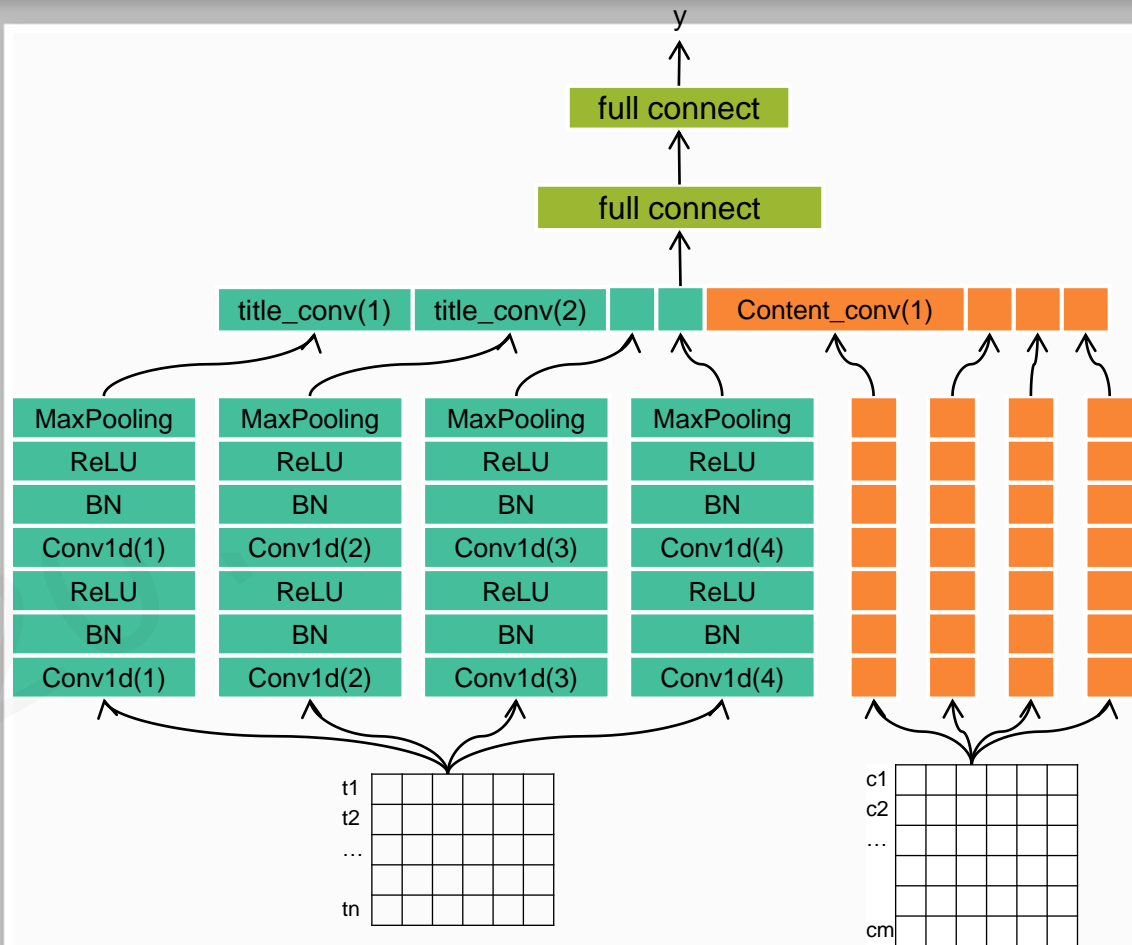 y
full connect
full connect
title_conv(1) title_conv(2) Content_conv(1)
MaxPooling MaxPooling MaxPooling MaxPooling
ReLU ReLU ReLU ReLU
BN BN BN BN
Conv1d(1) Conv1d(2) Conv1d(3) Conv1d(4)
ReLU ReLU ReLU ReLU
BN BN BN BN
Conv1d(1) Conv1d(2) Conv1d(3) Conv1d(4)
t1
t2
…
tn
c1
c2
…
cm